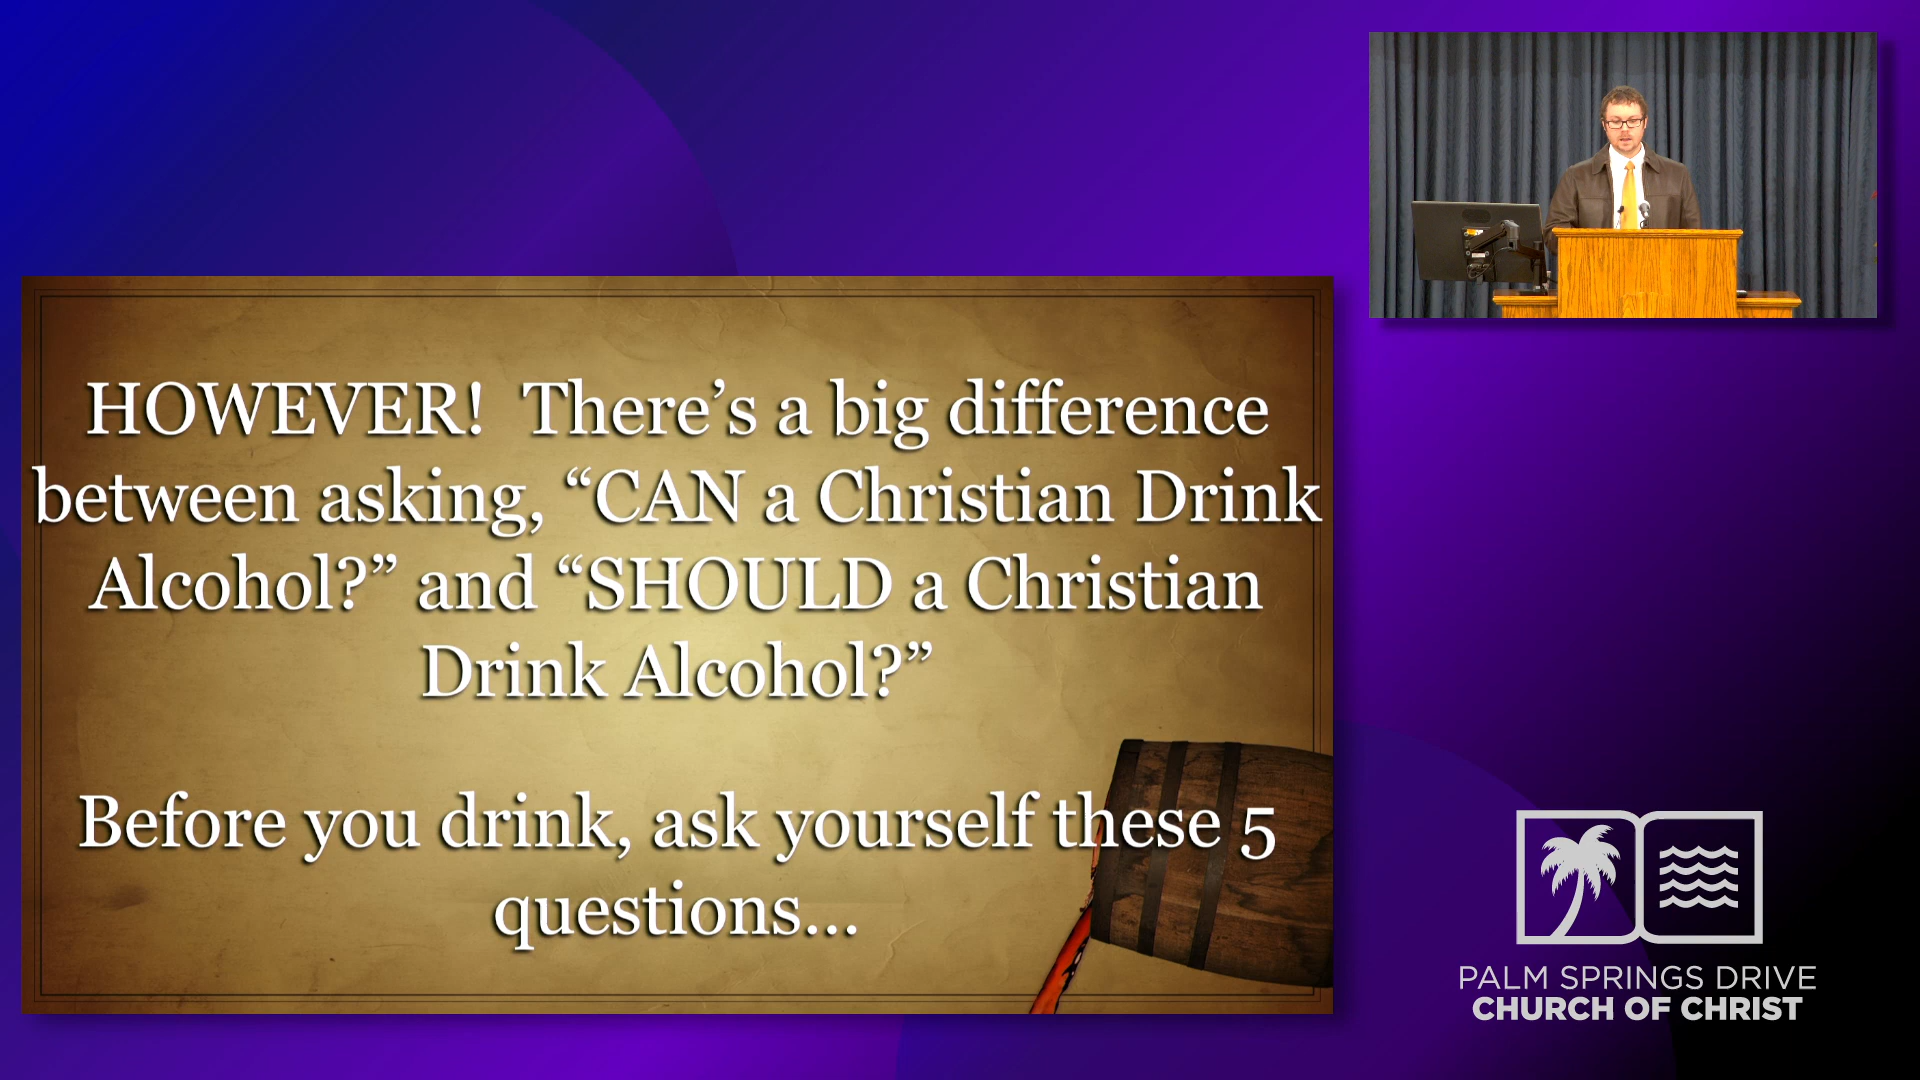 HOWEVER!  There’s a big difference
between asking, “CAN a Christian Drink
Alcohol?” and “SHOULD a Christian
Drink Alcohol?”
Before you drink, ask yourself these 5
questions...
PALM SPRINGS DRIVE
CHURCH OF CHRIST